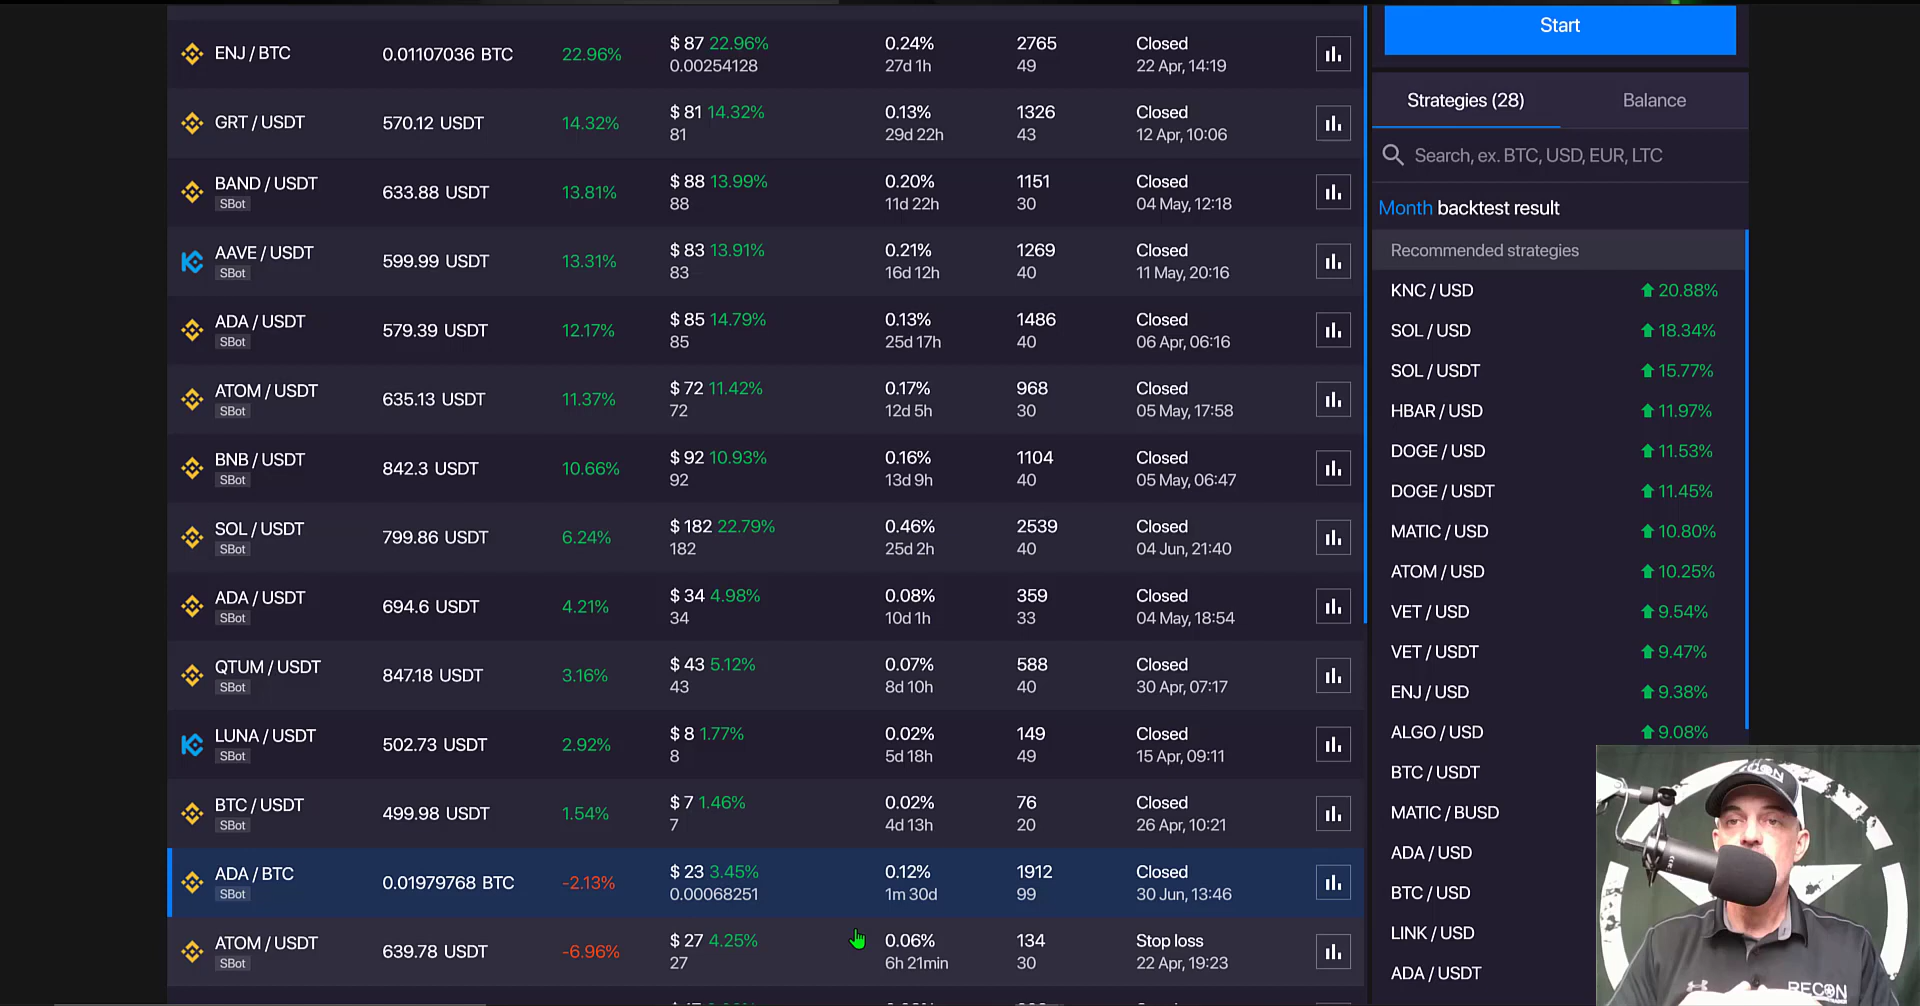 ENJ / BTC 0.01107036 BTC 22.96% $ 87 22.96% 0.24% 2765 Closed
0.00254128 27d 1h 49 22 Apr, 14:19
GRT / USDT 570.12 USDT 14.32% $ 81 14.32% 0.13% 1326 Closed
81 29d 22h 43 12 Apr, 10:06
BAND / USDT 633.88 USDT 13.81% $ 88 13.99% 0.20% 1151 Closed
SBot 88 11d 22h 30 04 May, 12:18
AAVE / USDT 599.99 USDT 13.31% $ 83 13.91% 0.21% 1269 Closed
SBot 83 16d 12h 40 11 May, 20:16
ADA / USDT 579.39 USDT 12.17% $ 85 14.79% 0.13% 1486 Closed
SBot 85 25d 17h 40 06 Apr, 06:16
ATOM / USDT 635.13 USDT 11.37% $ 72 11.42% 0.17% 968 Closed
SBot 72 12d 5h 30 05 May, 17:58
BNB / USDT 842.3 USDT 10.66% $ 92 10.93% 0.16% 1104 Closed
SBot 92 13d 9h 40 05 May, 06:47
SOL / USDT 799.86 USDT 6.24% $ 182 22.79% 0.46% 2539 Closed
SBot 182 25d 2h 40 04 Jun, 21:40
ADA / USDT 694.6 USDT 4.21% $ 34 4.98% 0.08% 359 Closed
SBot 34 10d 1h 33 04 May, 18:54
QTUM / USDT 847.18 USDT 3.16% $ 43 5.12% 0.07% 588 Closed
SBot 43 8d 10h 40 30 Apr, 07:17
LUNA / USDT 502.73 USDT 2.92% $ 8 1.77% 0.02% 149 Closed
SBot 8 5d 18h 49 15 Apr, 09:11
BTC / USDT 499.98 USDT 1.54% $ 7 1.46% 0.02% 76 Closed
SBot 7 4d 13h 20 26 Apr, 10:21
ADA / BTC 0.01979768 BTC -2.13% $ 23 3.45% 0.12% 1912 Closed
SBot 0.00068251 1m 30d 99 30 Jun, 13:46
ATOM / USDT 639.78 USDT -6.96% $ 27 4.25% 0.06% 134 Stop loss
SBot 27 6h 21min 30 22 Apr, 19:23
Start
Strategies (28) Balance
Search, ex. BTC, USD, EUR, LTC
Month backtest result
Recommended strategies
KNC / USD 20.88%
SOL / USD 18.34%
SOL / USDT 15.77%
HBAR / USD 11.97%
DOGE / USD 11.53%
DOGE / USDT 11.45%
MATIC / USD 10.80%
ATOM / USD 10.25%
VET / USD 9.54%
VET / USDT 9.47%
ENJ / USD 9.38%
ALGO / USD 9.08%
BTC / USDT
MATIC / BUSD
ADA / USD
BTC / USD
LINK / USD
ADA / USDT
RECON